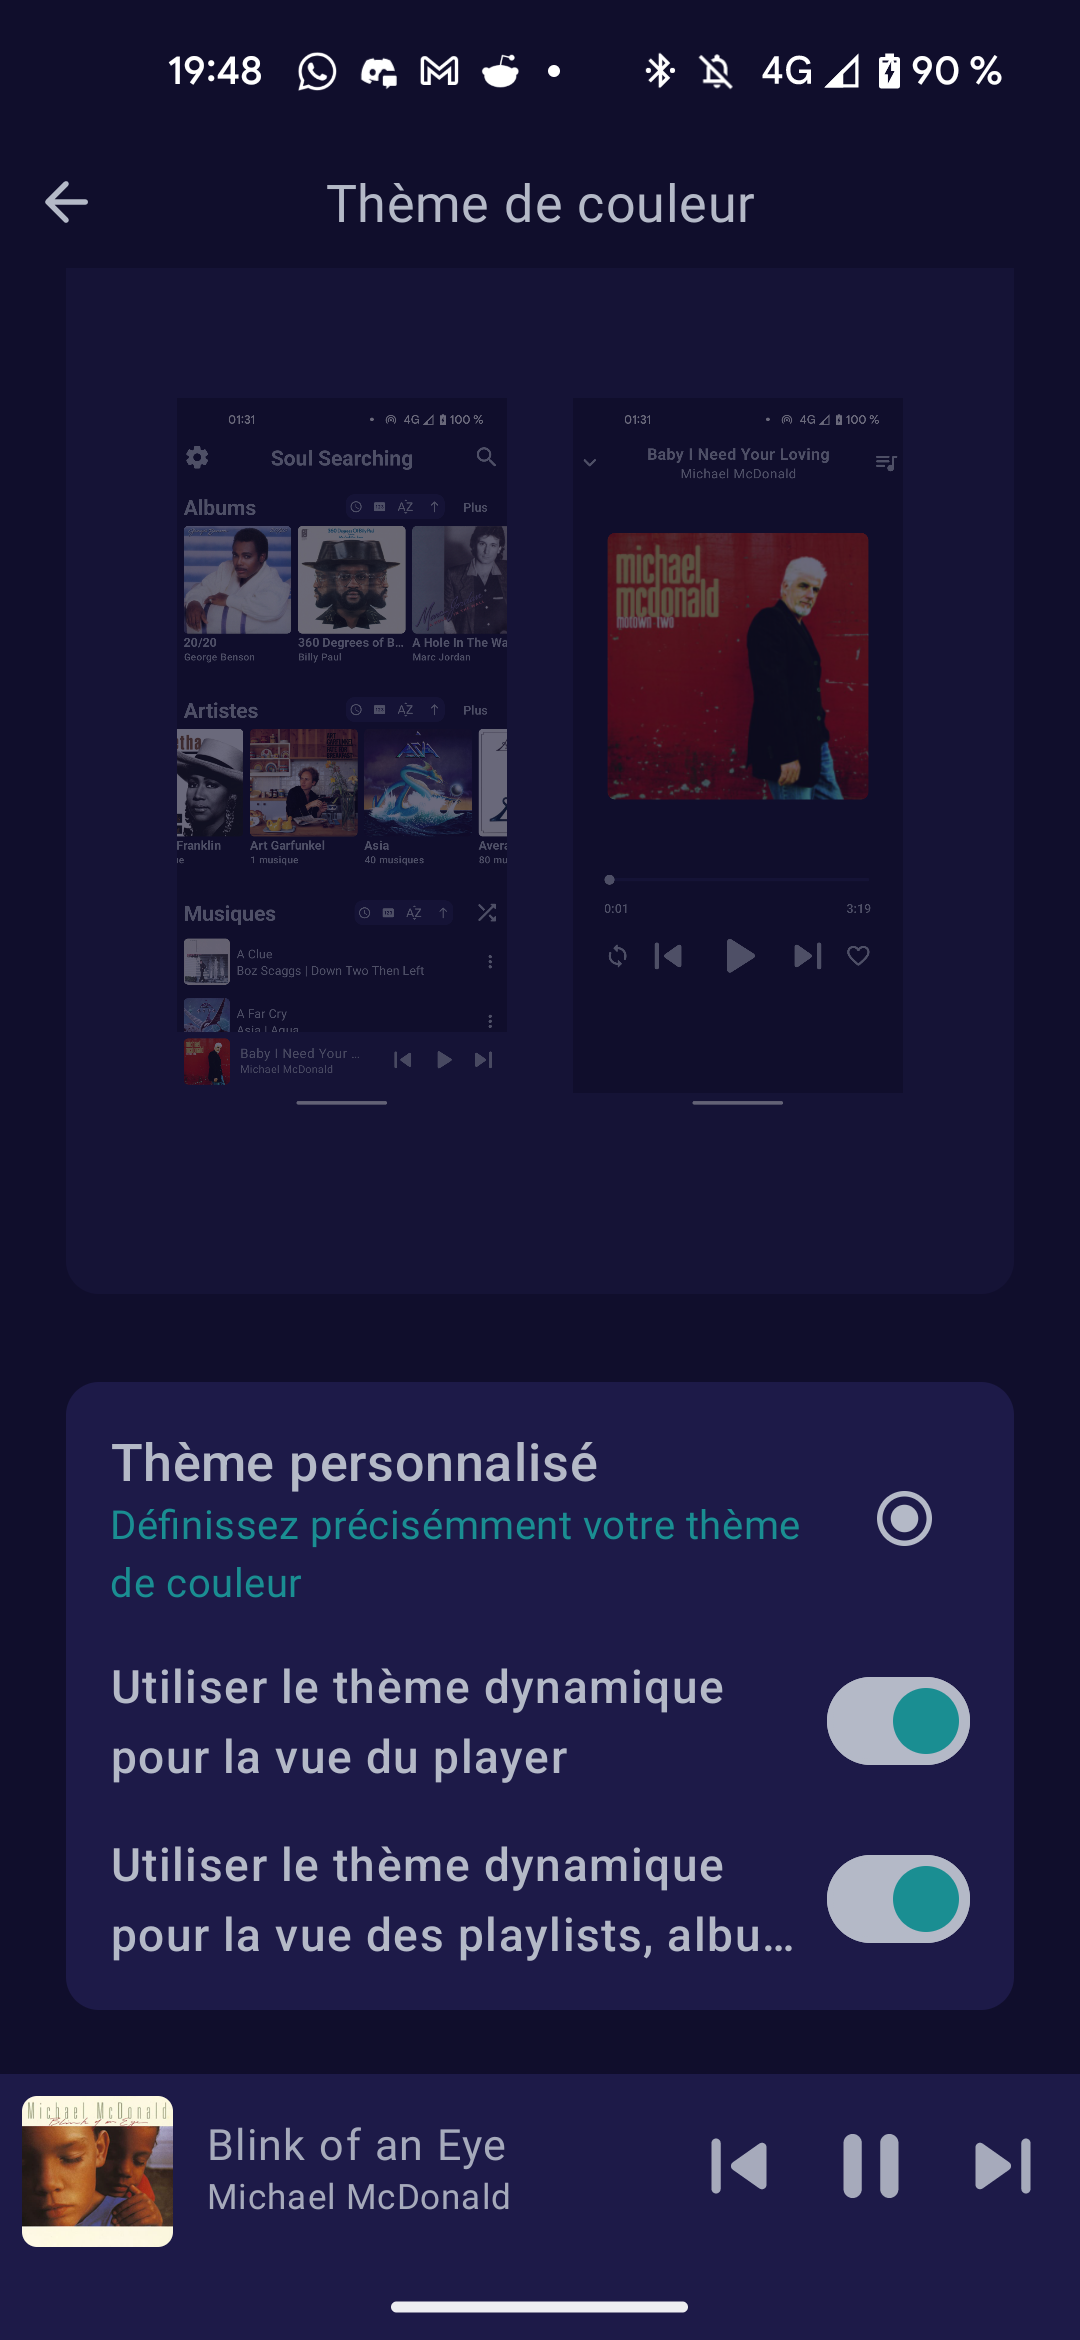 19:48 4G 90 %
Thème de couleur
01:31 4G 100 %
Soul Searching
Albums Plus
20/20 360 Degrees of B... A Hole In The Wa
George Benson Billy Paul Marc Jordan
Artistes Plus
Franklin Art Garfunkel Asia Avera
1 musique 40 musiques 80 mu
Musiques
A Clue
Boz Scaggs | Down Two Then Left
A Far Cry
Asia | Aqua
Baby I Need Your ...
Michael McDonald
01:31 4G 100 %
Baby I Need Your Loving
Michael McDonald
michael
mcdonald
motown two
0:01 3:19
Thème personnalisé
Définissez précisémment votre thème
de couleur
Utiliser le thème dynamique
pour la vue du player
Utiliser le thème dynamique
pour la vue des playlists, albu...
Michael McDonald
Blink of an Eye
Blink of an Eye
Michael McDonald